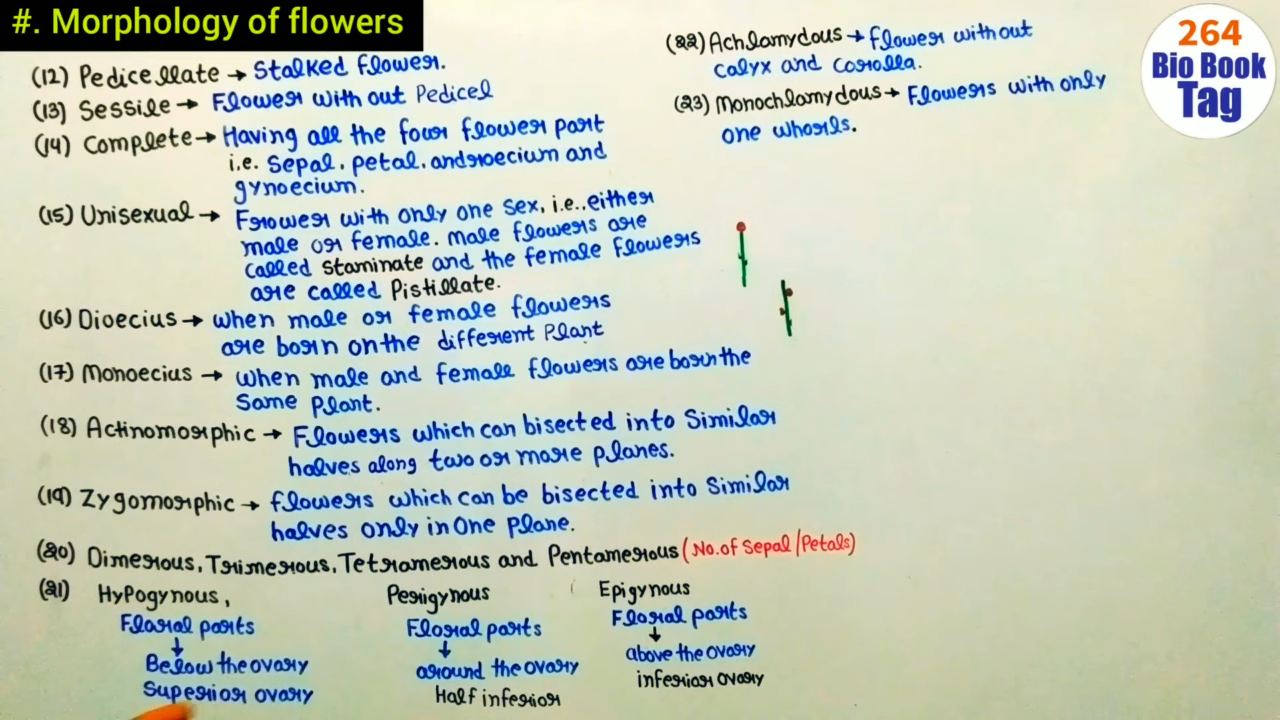 #. Morphology of flowers
(12) Pedicellate → Stalked flower.
(13) Sessile → Flower with out Pedicel
(14) Complete → Having all the four flower part
i.e. Sepal, petal, androecium and
gynoecium.
(15) Unisexual → Frower with only one sex, i.e., either
male or female. male flowers are
called Staminate and the female flowers
are called Pistillate.
(16) Dioecius → when male or female flowers
are born on the different Plant
(17) Monoecius → when male and female flowers are born the
Same plant.
(18) Actinomorphic → Flowers which can bisected into Similar
halves along two or more planes.
(19) Zygomorphic → flowers which can be bisected into Similar
halves only in One plane.
(20) Dimerous, Trimerous, Tetramerous and Pentamerous (No. of Sepal/Petals)
(21) Hypogynous, Perigynous Epigynous
Flaral parts Floral parts Floral parts
↓ ↓ ↓
Below the ovary around the ovary above the ovary
Superior ovary Half inferior inferior ovary
(22) Achlamydous → flower without
calyx and corolla.
(23) Monochlamydous → Flowers with only
one whorls.
264
Bio Book
Tag